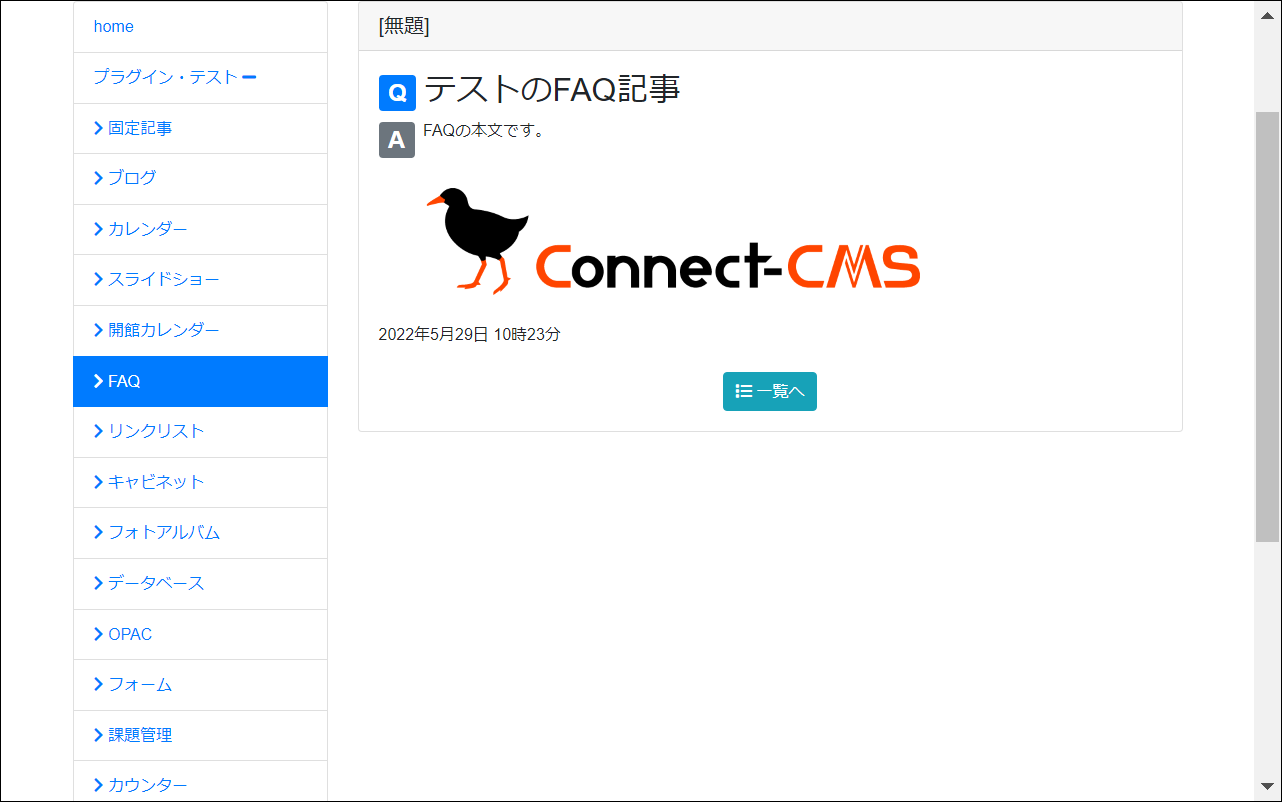 home
プラグイン・テスト
固定記事
ブログ
カレンダー
スライドショー
開館カレンダー
FAQ
リンクリスト
キャビネット
フォトアルバム
データベース
OPAC
フォーム
課題管理
カウンター
[無題]
Q テストのFAQ記事
A FAQの本文です。
Connect-CMS
2022年5月29日 10時23分
一覧へ